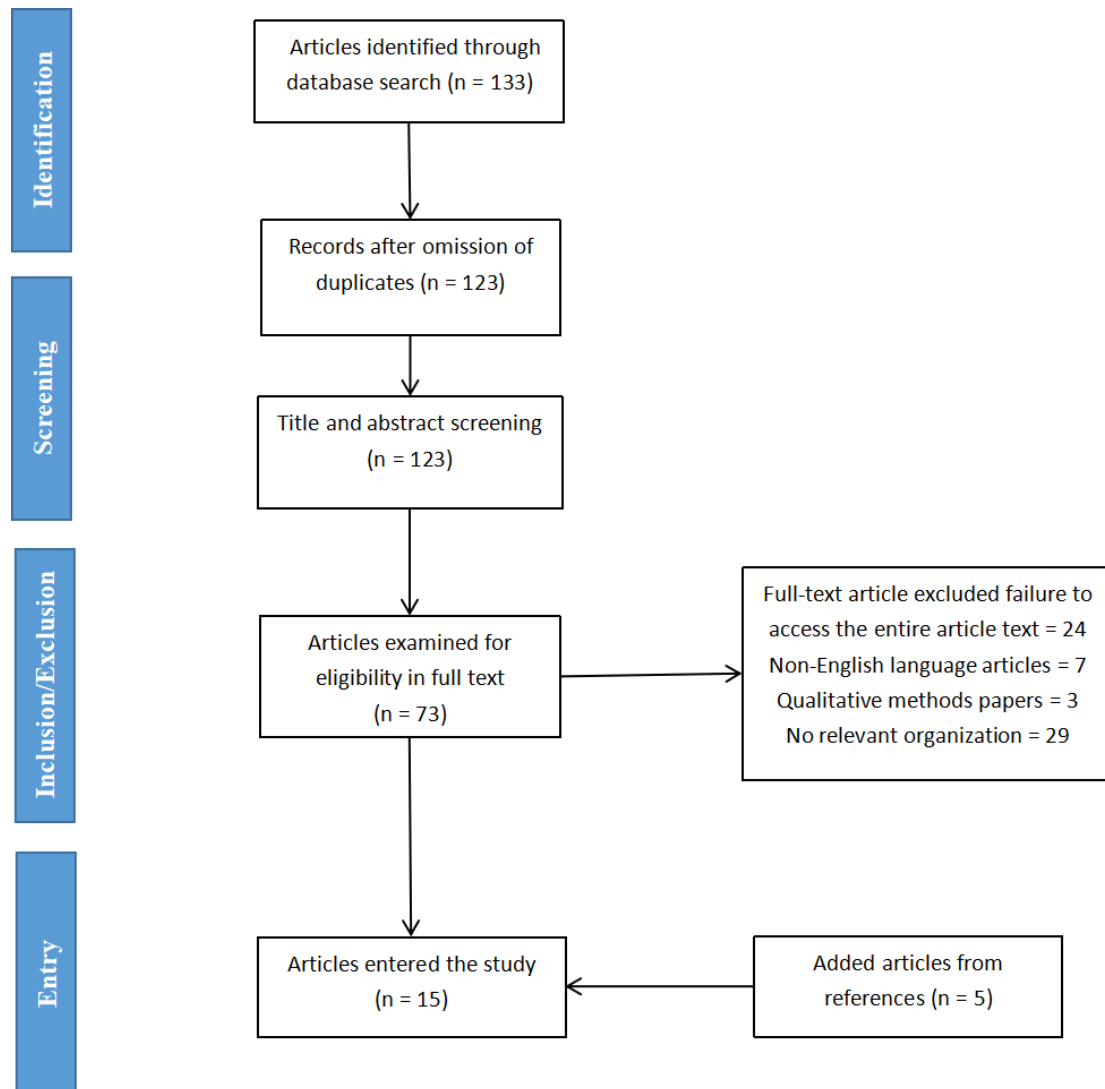 Identification
Articles identified through
database search (n = 133)
Records after omission of
duplicates (n = 123)
Screening
Title and abstract screening
(n = 123)
Inclusion/Exclusion
Articles examined for
eligibility in full text
(n = 73)
Full-text article excluded failure to
access the entire article text = 24
Non-English language articles = 7
Qualitative methods papers = 3
No relevant organization = 29
Entry
Articles entered the study
(n = 15)
Added articles from
references (n = 5)